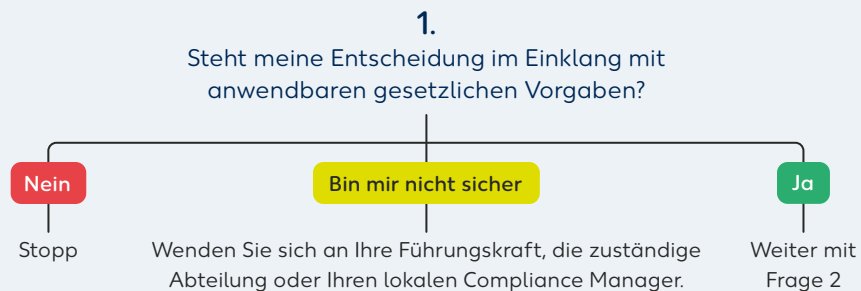 1.
Steht meine Entscheidung im Einklang mit
anwendbaren gesetzlichen Vorgaben?
Nein
Bin mir nicht sicher
Ja
Stopp
Wenden Sie sich an Ihre Führungskraft, die zuständige
Abteilung oder Ihren lokalen Compliance Manager.
Weiter mit
Frage 2